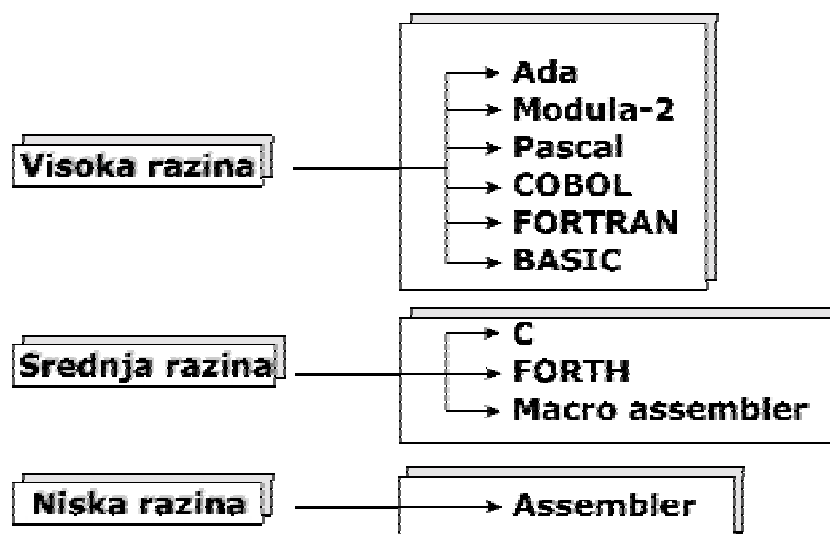 Visoka razina
Ada
Modula-2
Pascal
COBOL
FORTRAN
BASIC
Srednja razina
C
FORTH
Macro assembler
Niska razina
Assembler